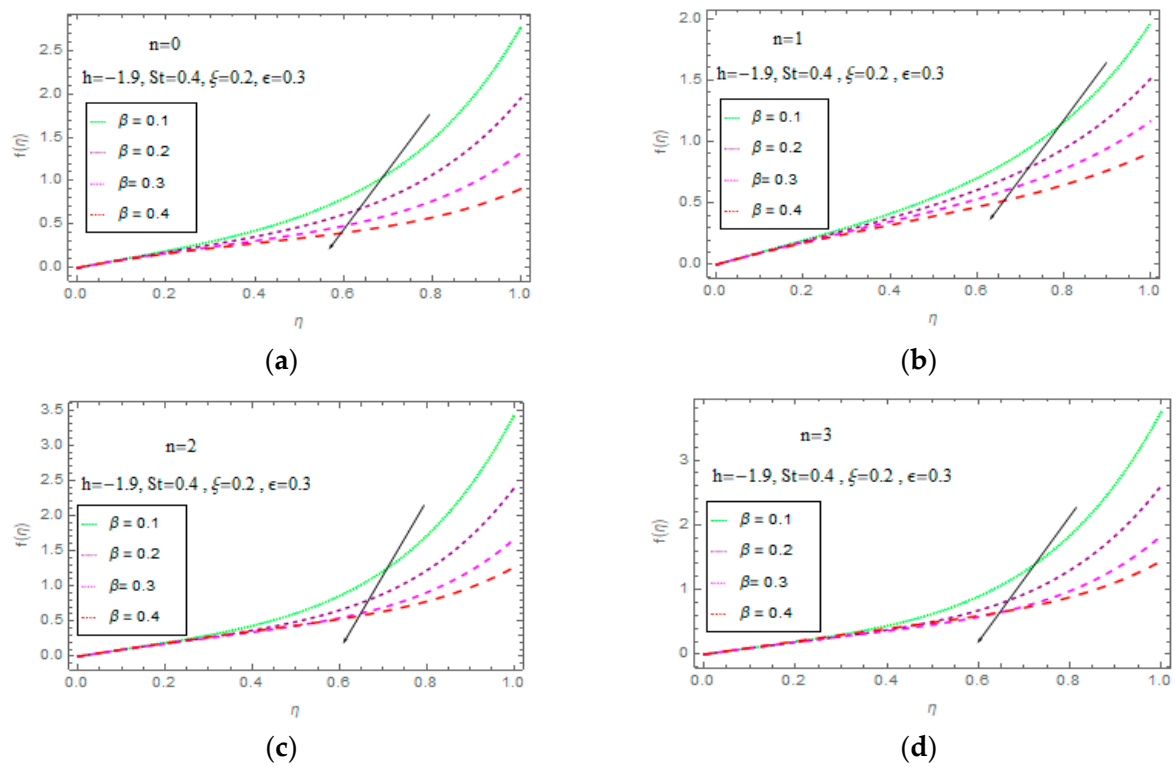 n=0
h=−1.9, St=0.4, ξ=0.2, ϵ=0.3
β = 0.1
β = 0.2
β= 0.3
β = 0.4
f(η)
2.5
2.0
1.5
1.0
0.5
0.0
0.0 0.2 0.4 0.6 0.8 1.0
η
(a)
n=1
h=−1.9, St=0.4 , ξ=0.2 , ϵ=0.3
β = 0.1
β = 0.2
β= 0.3
β = 0.4
f(η)
2.0
1.5
1.0
0.5
0.0
0.0 0.2 0.4 0.6 0.8 1.0
η
(b)
n=2
h=−1.9, St=0.4 , ξ=0.2 , ϵ=0.3
β = 0.1
β = 0.2
β= 0.3
β = 0.4
f(η)
3.5
3.0
2.5
2.0
1.5
1.0
0.5
0.0
0.0 0.2 0.4 0.6 0.8 1.0
η
(c)
n=3
h=−1.9, St=0.4 , ξ=0.2 , ϵ=0.3
β = 0.1
β = 0.2
β= 0.3
β = 0.4
f(η)
3
2
1
0
0.0 0.2 0.4 0.6 0.8 1.0
η
(d)